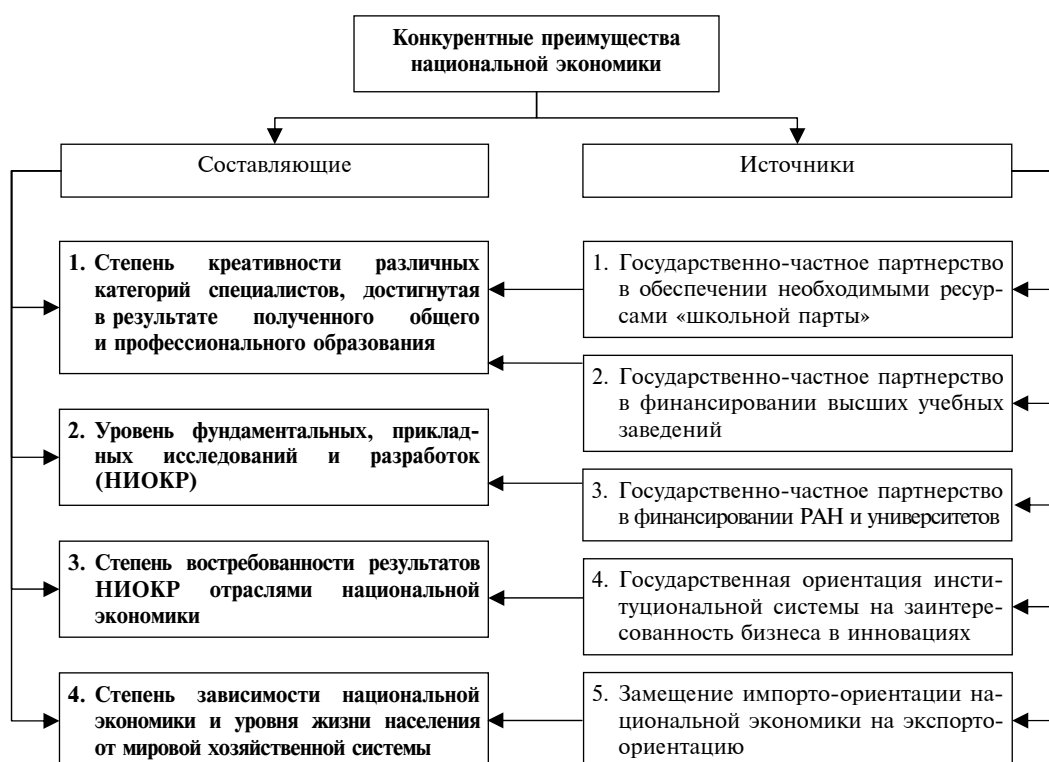 Конкурентные преимущества
национальной экономики
Составляющие
Источники
1. Степень креативности различных
категорий специалистов, достигнутая
в результате полученного общего
и профессионального образования
2. Уровень фундаментальных, приклад-
ных исследований и разработок
(НИОКР)
3. Степень востребованности результатов
НИОКР отраслями национальной
экономики
4. Степень зависимости национальной
экономики и уровня жизни населения
от мировой хозяйственной системы
1. Государственно-частное партнерство
в обеспечении необходимыми ресур-
сами «школьной парты»
2. Государственно-частное партнерство
в финансировании высших учебных
заведений
3. Государственно-частное партнерство
в финансировании РАН и университетов
4. Государственная ориентация инсти-
туциональной системы на заинтере-
сованность бизнеса в инновациях
5. Замещение импорто-ориентации на-
циональной экономики на экспорто-
ориентацию